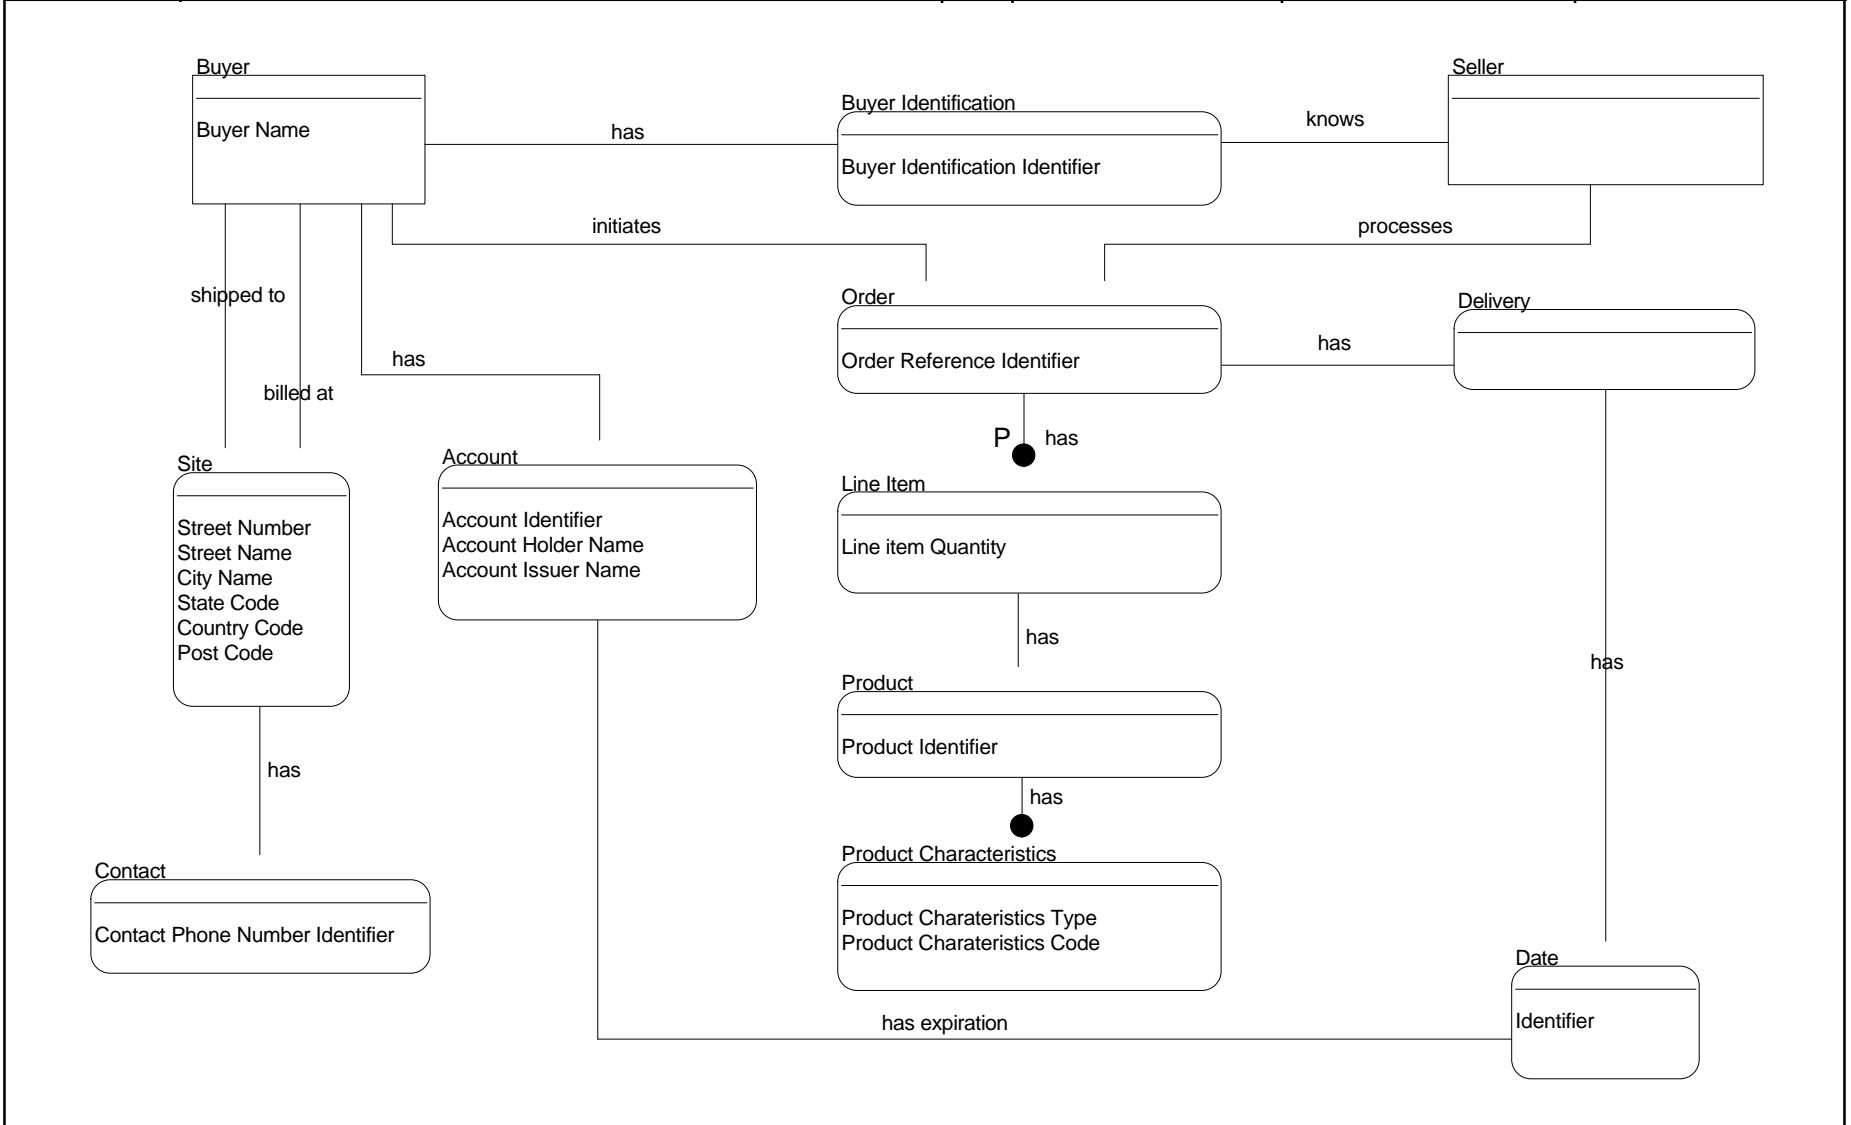 Buyer
Buyer Name
Buyer Identification
Buyer Identification Identifier
Seller
has
knows
initiates
processes
shipped to
billed at
has
Order
Order Reference Identifier
has
Delivery
P
has
Site
Street Number
Street Name
City Name
State Code
Country Code
Post Code
Account
Account Identifier
Account Holder Name
Account Issuer Name
Line Item
Line item Quantity
has
has
Product
Product Identifier
has
has
Contact
Contact Phone Number Identifier
Product Characteristics
Product Charateristics Type
Product Charateristics Code
has expiration
Date
Identifier